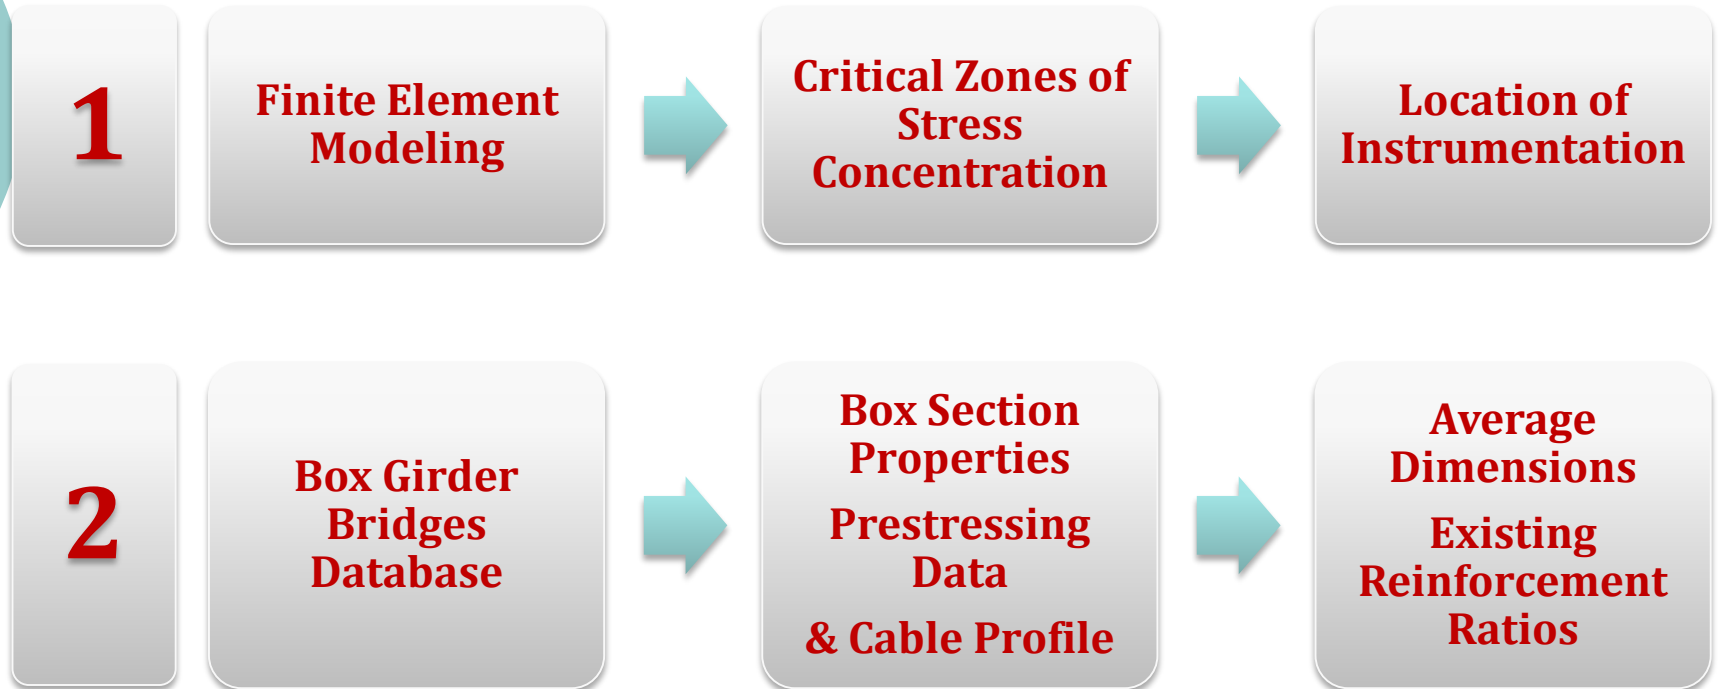 1
Finite Element
Modeling
Critical Zones of
Stress
Concentration
Location of
Instrumentation
2
Box Girder
Bridges
Database
Box Section
Properties
Prestressing
Data
& Cable Profile
Average
Dimensions
Existing
Reinforcement
Ratios